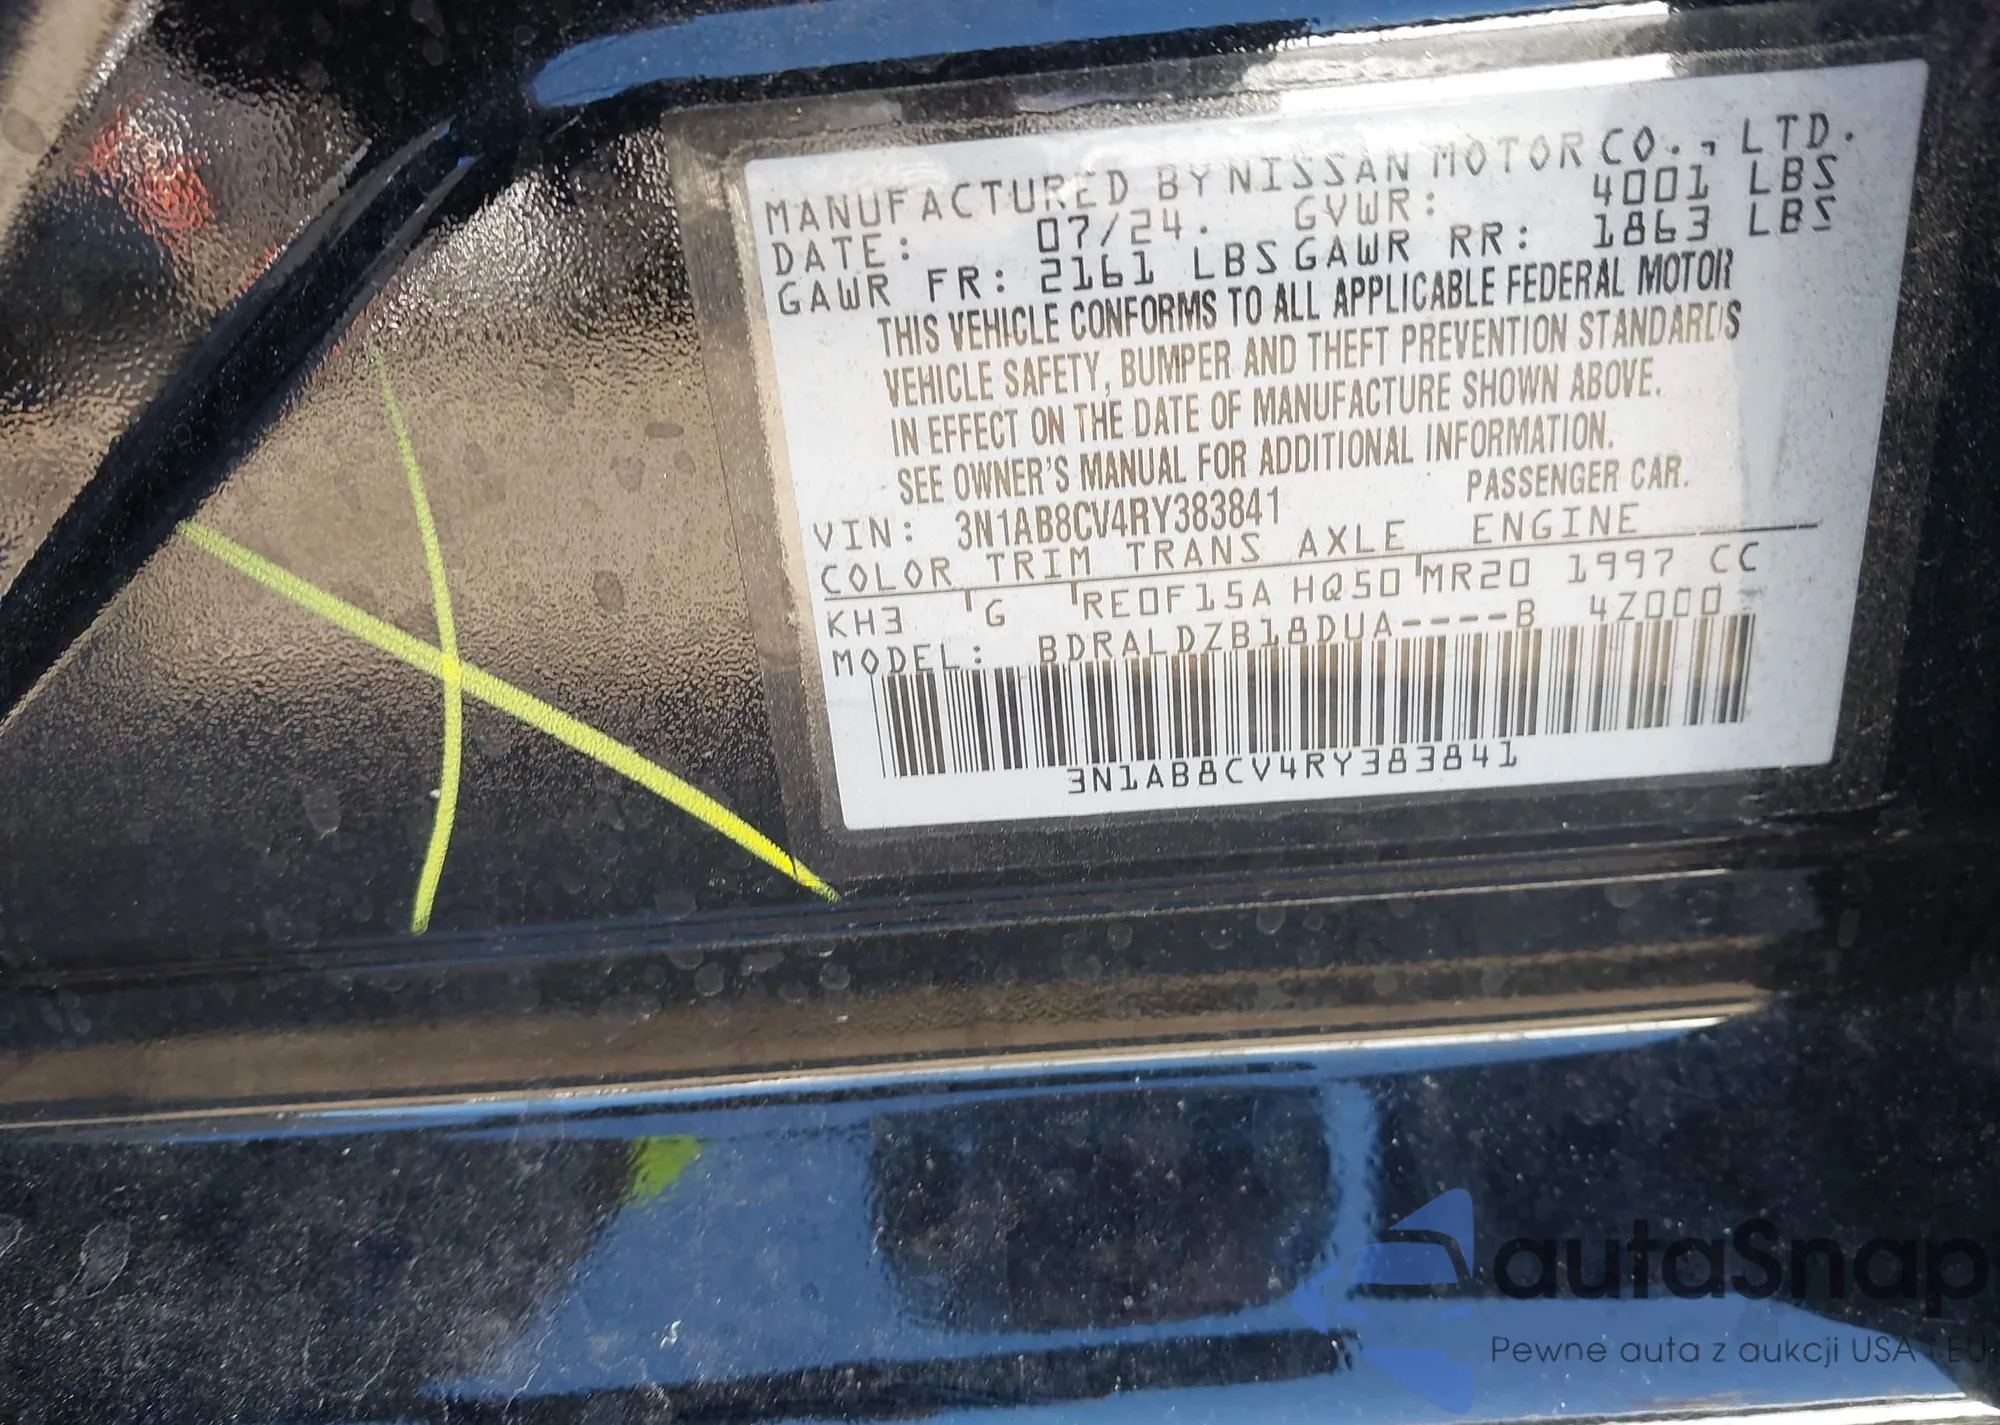 MANUFACTURED BY NISSAN MOTOR CO., LTD.
DATE: 07/24. GVWR: 4001 LBS
GAWR FR: 2161 LBS GAWR RR: 1863 LBS
THIS VEHICLE CONFORMS TO ALL APPLICABLE FEDERAL MOTOR
VEHICLE SAFETY, BUMPER AND THEFT PREVENTION STANDARDS
IN EFFECT ON THE DATE OF MANUFACTURE SHOWN ABOVE.
SEE OWNER'S MANUAL FOR ADDITIONAL INFORMATION.
VIN: 3N1AB8CV4RY383841 PASSENGER CAR.
COLOR TRIM TRANS AXLE ENGINE
KH3 G RE0F15A HQ50 MR20 1997 CC
MODEL: BDRALDZB18DUA----B 4Z000-
3N1AB8CV4RY383841
autaSnap
Pewne auta z aukcji USA i EU